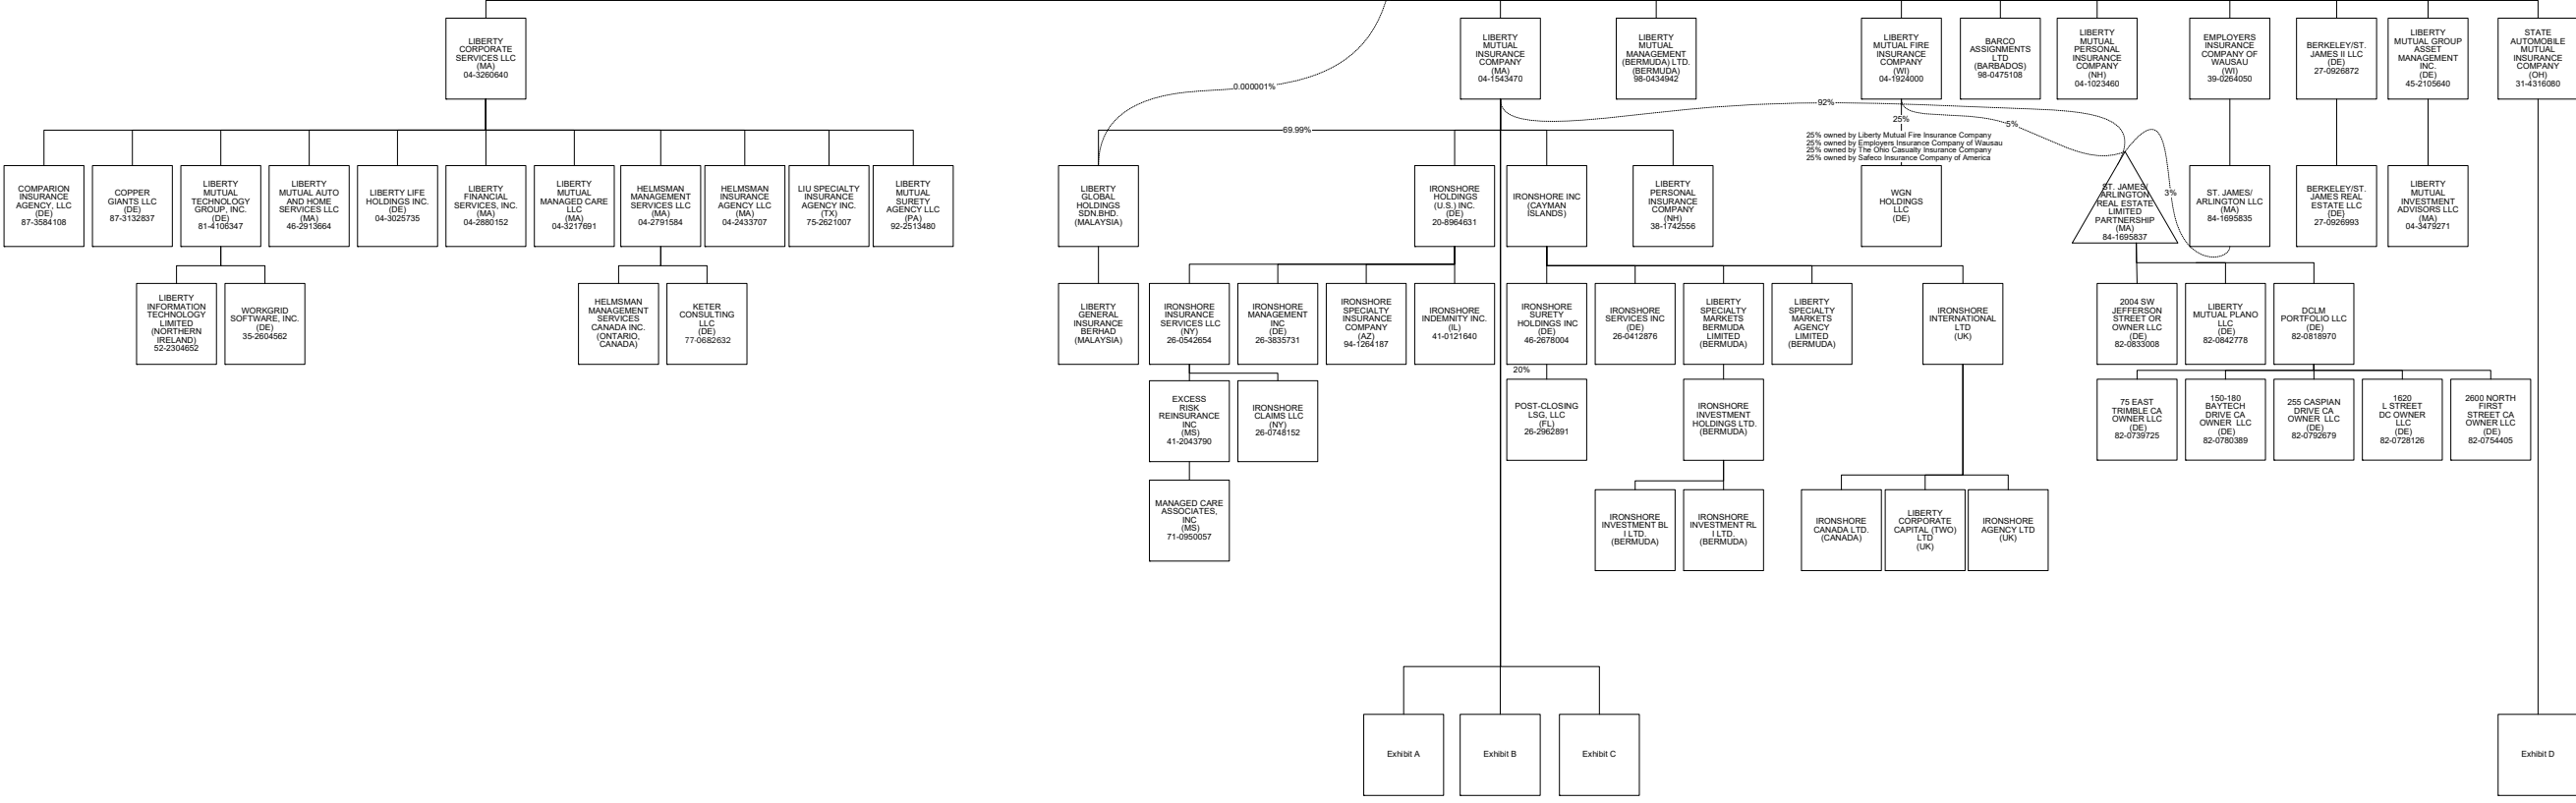 LIBERTY
CORPORATE
SERVICES LLC
(MA)
04-3260640
LIBERTY
MUTUAL
INSURANCE
COMPANY
(MA)
04-1543470
LIBERTY
MUTUAL
MANAGEMENT
(BERMUDA) LTD.
(BERMUDA)
98-0434942
LIBERTY
MUTUAL FIRE
INSURANCE
COMPANY
(WI)
04-1924000
BARCO
ASSIGNMENTS
LTD
(BARBADOS)
98-0475108
LIBERTY
MUTUAL
PERSONAL
INSURANCE
COMPANY
(NH)
04-1023460
EMPLOYERS
INSURANCE
COMPANY OF
WAUSAU
(WI)
39-0264050
BERKELEY/ST.
JAMES II LLC
(DE)
27-0926872
LIBERTY
MUTUAL GROUP
ASSET
MANAGEMENT
INC.
(DE)
45-2105640
STATE
AUTOMOBILE
MUTUAL
INSURANCE
COMPANY
(OH)
31-4316080
0.000001%
92%
69.99%
25%
5%
25% owned by Liberty Mutual Fire Insurance Company
25% owned by Employers Insurance Company of Wausau
25% owned by The Ohio Casualty Insurance Company
25% owned by Safeco Insurance Company of America
COMPARION
INSURANCE
AGENCY, LLC
(DE)
87-3584108
COPPER
GIANTS LLC
(DE)
87-3132837
LIBERTY
MUTUAL
TECHNOLOGY
GROUP, INC.
(DE)
81-4106347
LIBERTY
MUTUAL AUTO
AND HOME
SERVICES LLC
(MA)
46-2913664
LIBERTY LIFE
HOLDINGS INC.
(DE)
04-3025735
LIBERTY
FINANCIAL
SERVICES, INC.
(MA)
04-2880152
LIBERTY
MUTUAL
MANAGED CARE
LLC
(MA)
04-3217691
HELMSMAN
MANAGEMENT
SERVICES LLC
(MA)
04-2791584
HELMSMAN
INSURANCE
AGENCY LLC
(MA)
04-2433707
LIU SPECIALTY
INSURANCE
AGENCY INC.
(TX)
75-2621007
LIBERTY
MUTUAL
SURETY
AGENCY LLC
(PA)
92-2513480
LIBERTY
GLOBAL
HOLDINGS
SDN.BHD.
(MALAYSIA)
IRONSHORE
HOLDINGS
(U.S.) INC.
(DE)
20-8964631
IRONSHORE INC
(CAYMAN
ISLANDS)
LIBERTY
PERSONAL
INSURANCE
COMPANY
(NH)
38-1742556
WGN
HOLDINGS
LLC
(DE)
ST. JAMES/
ARLINGTON
REAL ESTATE
LIMITED
PARTNERSHIP
(MA)
84-1695837
3%
ST. JAMES/
ARLINGTON LLC
(MA)
84-1695835
BERKELEY/ST.
JAMES REAL
ESTATE LLC
(DE)
27-0926993
LIBERTY
MUTUAL
INVESTMENT
ADVISORS LLC
(MA)
04-3479271
LIBERTY
INFORMATION
TECHNOLOGY
LIMITED
(NORTHERN
IRELAND)
52-2304652
WORKGRID
SOFTWARE, INC.
(DE)
35-2604562
HELMSMAN
MANAGEMENT
SERVICES
CANADA INC.
(ONTARIO,
CANADA)
KETER
CONSULTING
LLC
(DE)
77-0682632
LIBERTY
GENERAL
INSURANCE
BERHAD
(MALAYSIA)
IRONSHORE
INSURANCE
SERVICES LLC
(NY)
26-0542654
IRONSHORE
MANAGEMENT
INC
(DE)
26-3835731
IRONSHORE
SPECIALTY
INSURANCE
COMPANY
(AZ)
94-1264187
IRONSHORE
INDEMNITY INC.
(IL)
41-0121640
IRONSHORE
SURETY
HOLDINGS INC
(DE)
46-2678004
IRONSHORE
SERVICES INC
(DE)
26-0412876
LIBERTY
SPECIALTY
MARKETS
BERMUDA
LIMITED
(BERMUDA)
LIBERTY
SPECIALTY
MARKETS
AGENCY
LIMITED
(BERMUDA)
IRONSHORE
INTERNATIONAL
LTD
(UK)
2004 SW
JEFFERSON
STREET OR
OWNER LLC
(DE)
82-0833008
LIBERTY
MUTUAL PLANO
LLC
(DE)
82-0842778
DCLM
PORTFOLIO LLC
(DE)
82-0818970
20%
EXCESS
RISK
REINSURANCE
INC
(MS)
41-2043790
IRONSHORE
CLAIMS LLC
(NY)
26-0748152
POST-CLOSING
LSG, LLC
(FL)
26-2962891
IRONSHORE
INVESTMENT
HOLDINGS LTD.
(BERMUDA)
75 EAST
TRIMBLE CA
OWNER LLC
(DE)
82-0739725
150-180
BAYTECH
DRIVE CA
OWNER LLC
(DE)
82-0780389
255 CASPIAN
DRIVE CA
OWNER LLC
(DE)
82-0792679
1620
L STREET
DC OWNER
LLC
(DE)
82-0728126
2600 NORTH
FIRST
STREET CA
OWNER LLC
(DE)
82-0754405
MANAGED CARE
ASSOCIATES,
INC
(MS)
71-0950057
IRONSHORE
INVESTMENT BL
I LTD.
(BERMUDA)
IRONSHORE
INVESTMENT RL
I LTD.
(BERMUDA)
IRONSHORE
CANADA LTD.
(CANADA)
LIBERTY
CORPORATE
CAPITAL (TWO)
LTD
(UK)
IRONSHORE
AGENCY LTD
(UK)
Exhibit A
Exhibit B
Exhibit C
Exhibit D